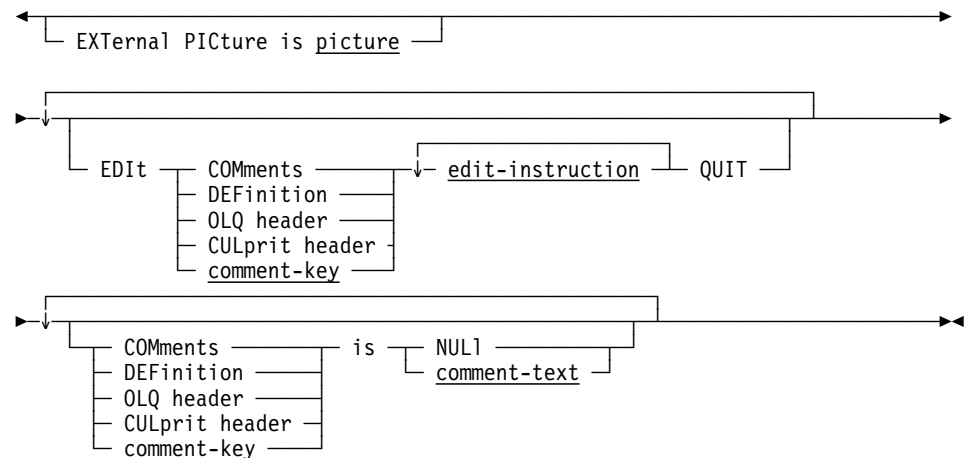 EXTernal PICture is picture
EDIt COMments edit-instruction QUIT
DEFinition
OLQ header
CULprit header
comment-key
COMments is NULl
DEFinition comment-text
OLQ header
CULprit header
comment-key